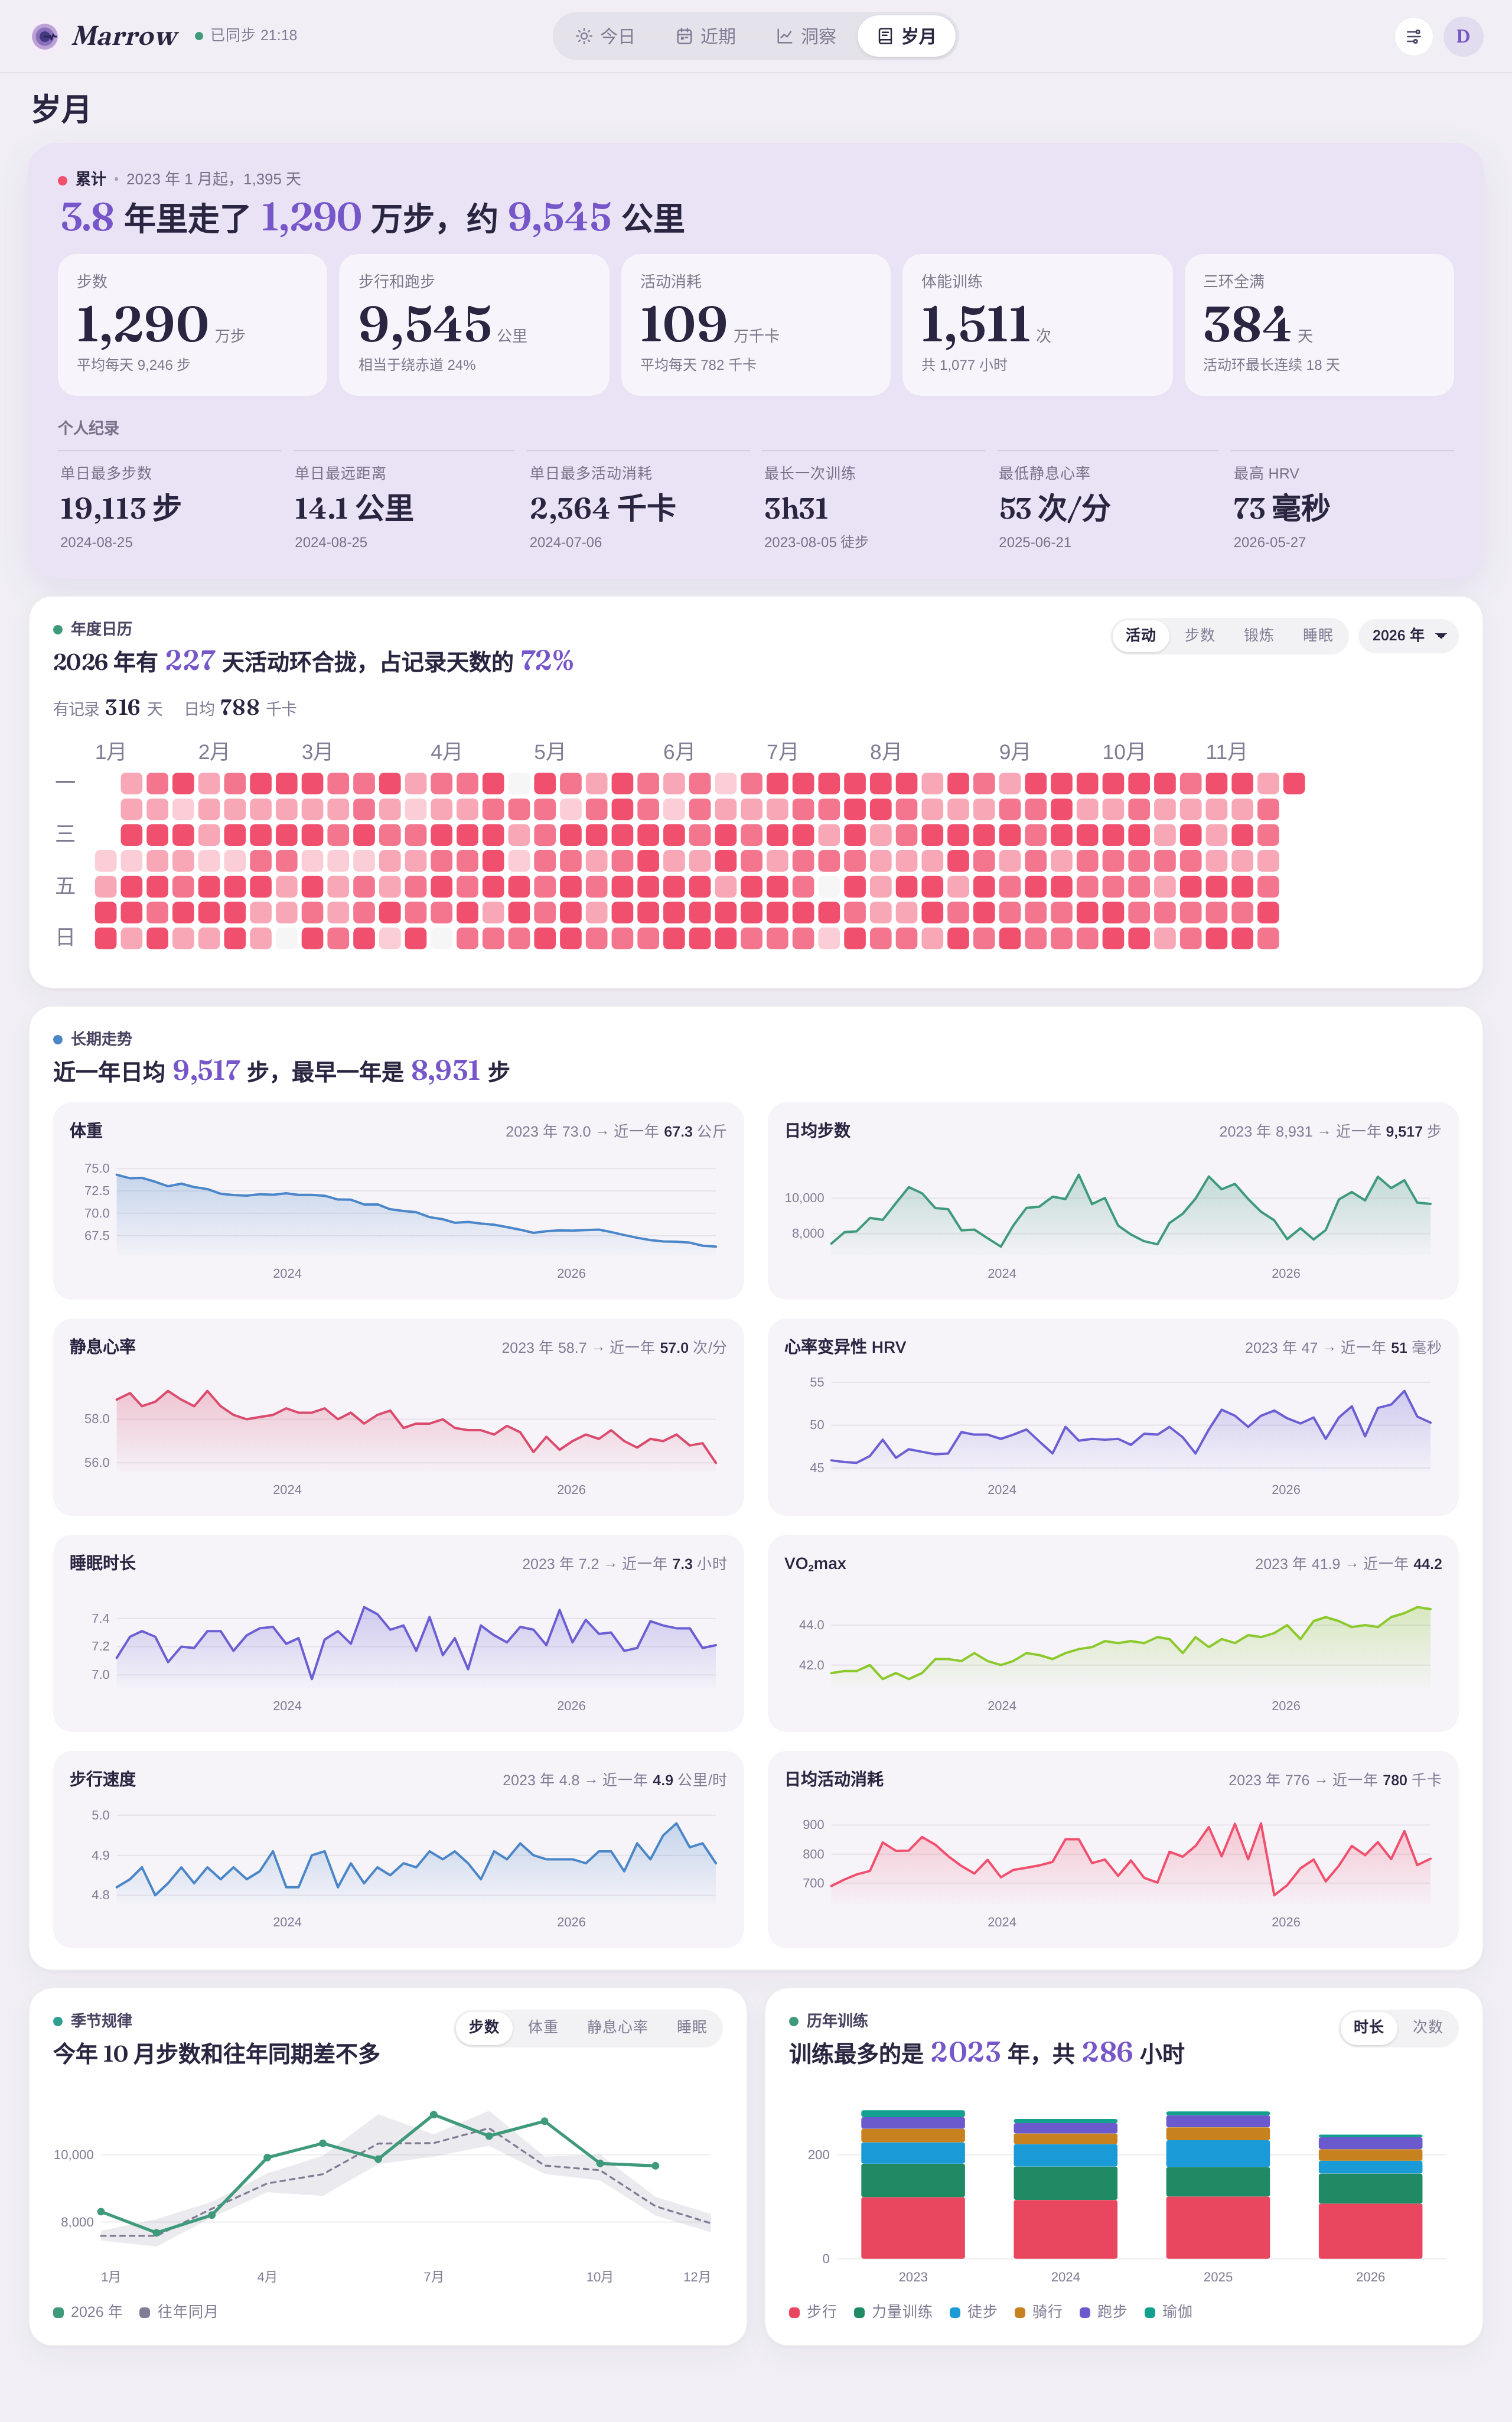 Marrow
已同步 21:18
今日 近期 洞察 岁月
D
岁月
累计 • 2023 年 1 月起，1,395 天
3.8 年里走了 1,290 万步，约 9,545 公里
步数 步行和跑步 活动消耗 体能训练 三环全满
1,290 万步 9,545 公里 109 万千卡 1,511 次 384 天
平均每天 9,246 步 相当于绕赤道 24% 平均每天 782 千卡 共 1,077 小时 活动环最长连续 18 天
个人纪录
单日最多步数 单日最远距离 单日最多活动消耗 最长一次训练 最低静息心率 最高 HRV
19,113 步 14.1 公里 2,364 千卡 3h31 53 次/分 73 毫秒
2024-08-25 2024-08-25 2024-07-06 2023-08-05 徒步 2025-06-21 2026-05-27
年度日历
活动 步数 锻炼 睡眠 2026 年
2026 年有 227 天活动环合拢，占记录天数的 72%
有记录 316 天 日均 788 千卡
1月 2月 3月 4月 5月 6月 7月 8月 9月 10月 11月
一
三
五
日
长期走势
近一年日均 9,517 步，最早一年是 8,931 步
体重 2023 年 73.0 → 近一年 67.3 公斤
75.0
72.5
70.0
67.5
2024 2026
日均步数 2023 年 8,931 → 近一年 9,517 步
10,000
8,000
2024 2026
静息心率 2023 年 58.7 → 近一年 57.0 次/分
58.0
56.0
2024 2026
心率变异性 HRV 2023 年 47 → 近一年 51 毫秒
55
50
45
2024 2026
睡眠时长 2023 年 7.2 → 近一年 7.3 小时
7.4
7.2
7.0
2024 2026
VO₂max 2023 年 41.9 → 近一年 44.2
44.0
42.0
2024 2026
步行速度 2023 年 4.8 → 近一年 4.9 公里/时
5.0
4.9
4.8
2024 2026
日均活动消耗 2023 年 776 → 近一年 780 千卡
900
800
700
2024 2026
季节规律
步数 体重 静息心率 睡眠
今年 10 月步数和往年同期差不多
10,000
8,000
1月 4月 7月 10月 12月
2026 年 往年同月
历年训练
时长 次数
训练最多的是 2023 年，共 286 小时
200
0
2023 2024 2025 2026
步行 力量训练 徒步 骑行 跑步 瑜伽